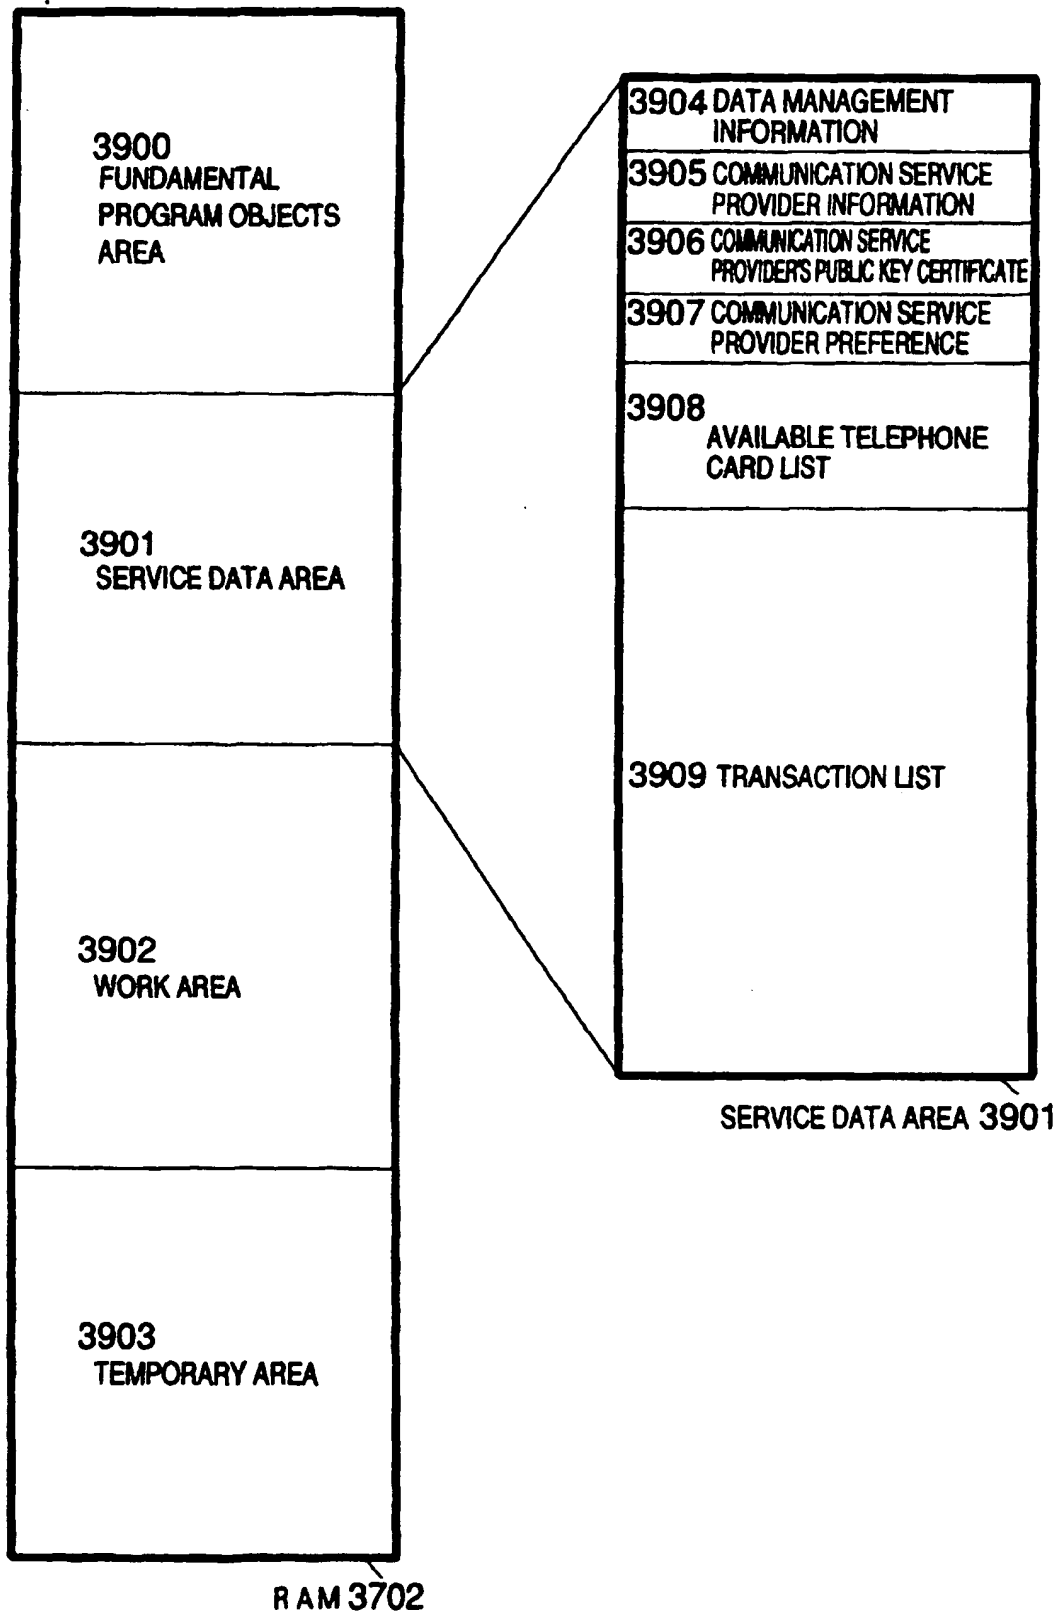 3900
FUNDAMENTAL
PROGRAM OBJECTS
AREA
3901
SERVICE DATA AREA
3902
WORK AREA
3903
TEMPORARY AREA
RAM 3702
3904 DATA MANAGEMENT
INFORMATION
3905 COMMUNICATION SERVICE
PROVIDER INFORMATION
3906 COMMUNICATION SERVICE
PROVIDER'S PUBLIC KEY CERTIFICATE
3907 COMMUNICATION SERVICE
PROVIDER PREFERENCE
3908
AVAILABLE TELEPHONE
CARD LIST
3909 TRANSACTION LIST
SERVICE DATA AREA 3901